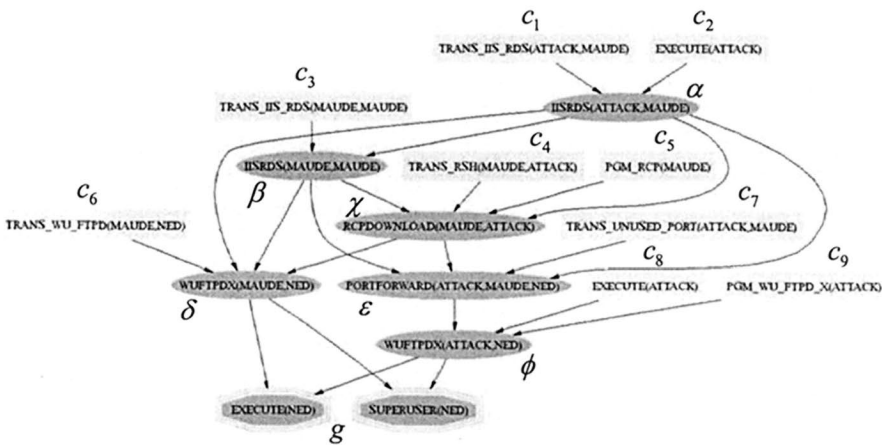 c1 c2
TRANS_IIS_RDS(ATTACK,MAUDE) EXECUTE(ATTACK)
c3 α
TRANS_IIS_RDS(MAUDE,MAUDE) IISRDS(ATTACK,MAUDE)
c4 c5
IISRDS(MAUDE,MAUDE) TRANS_RSH(MAUDE,ATTACK) PGM_RCP(MAUDE)
c6 β χ c7
TRANS_WU_FTPD(MAUDE,NED) RCPDOWNLOAD(MAUDE,ATTACK) TRANS_UNUSED_PORT(ATTACK,MAUDE)
c8 c9
WUFTPDX(MAUDE,NED) PORTFORWARD(ATTACK,MAUDE,NED) EXECUTE(ATTACK) PGM_WU_FTPD_X(ATTACK)
δ ε
WUFTPDX(ATTACK,NED)
ϕ
EXECUTE(NED) SUPERUSER(NED)
g